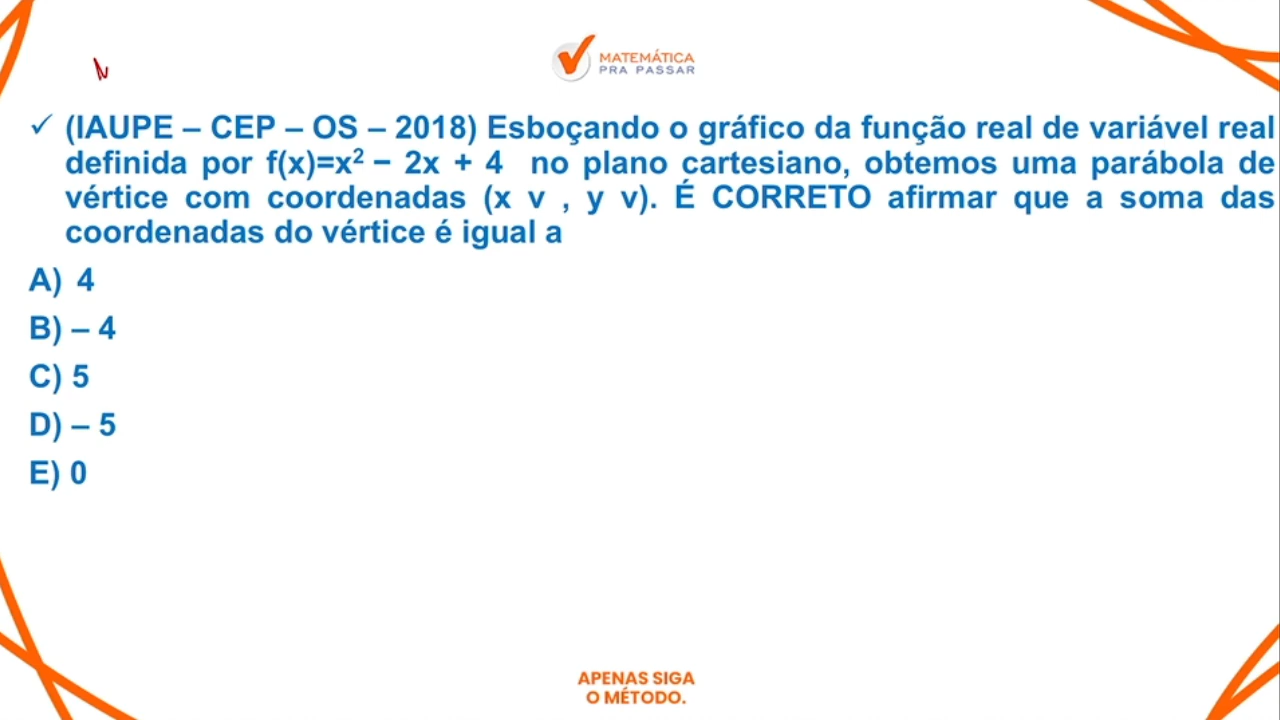 MATEMÁTICA
PRA PASSAR
✓ (IAUPE – CEP – OS – 2018) Esboçando o gráfico da função real de variável real
definida por f(x)=x² − 2x + 4 no plano cartesiano, obtemos uma parábola de
vértice com coordenadas (x v , y v). É CORRETO afirmar que a soma das
coordenadas do vértice é igual a
A) 4
B) – 4
C) 5
D) – 5
E) 0
APENAS SIGA
O MÉTODO.